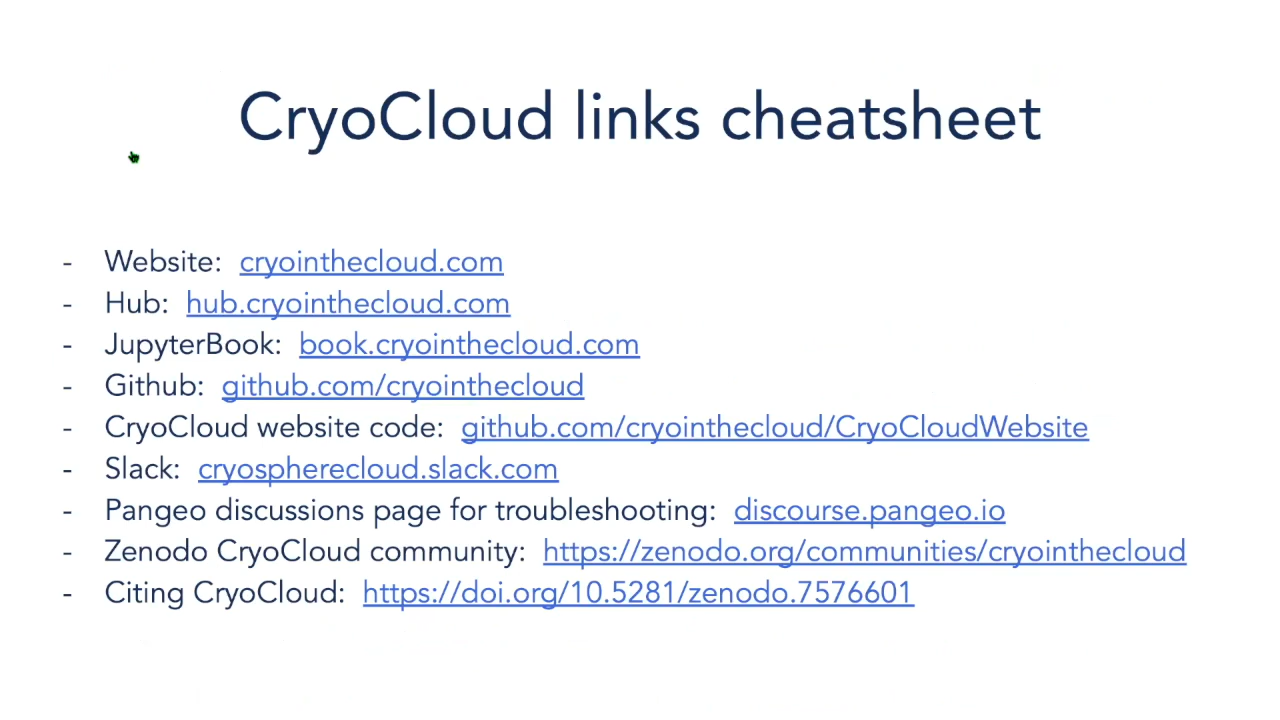 CryoCloud links cheatsheet
- Website: cryointhecloud.com
- Hub: hub.cryointhecloud.com
- JupyterBook: book.cryointhecloud.com
- Github: github.com/cryointhecloud
- CryoCloud website code: github.com/cryointhecloud/CryoCloudWebsite
- Slack: cryospherecloud.slack.com
- Pangeo discussions page for troubleshooting: discourse.pangeo.io
- Zenodo CryoCloud community: https://zenodo.org/communities/cryointhecloud
- Citing CryoCloud: https://doi.org/10.5281/zenodo.7576601